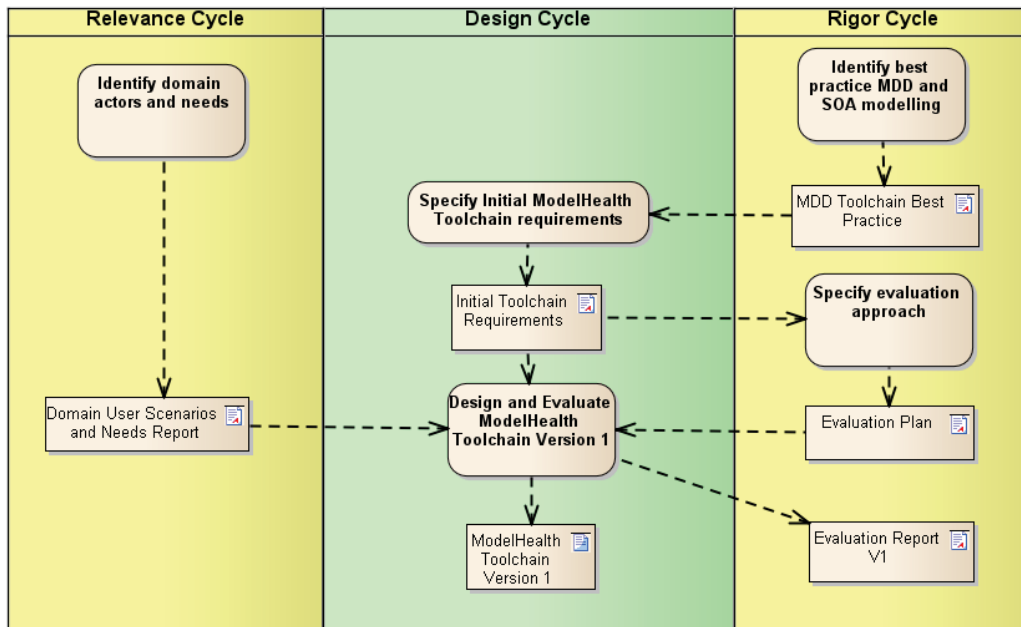 Relevance Cycle
Design Cycle
Rigor Cycle
Identify domain
actors and needs
Identify best
practice MDD and
SOA modelling
Specify Initial ModelHealth
Toolchain requirements
MDD Toolchain Best
Practice
Initial Toolchain
Requirements
Specify evaluation
approach
Domain User Scenarios
and Needs Report
Design and Evaluate
ModelHealth
Toolchain Version 1
Evaluation Plan
ModelHealth
Toolchain
Version 1
Evaluation Report
V1